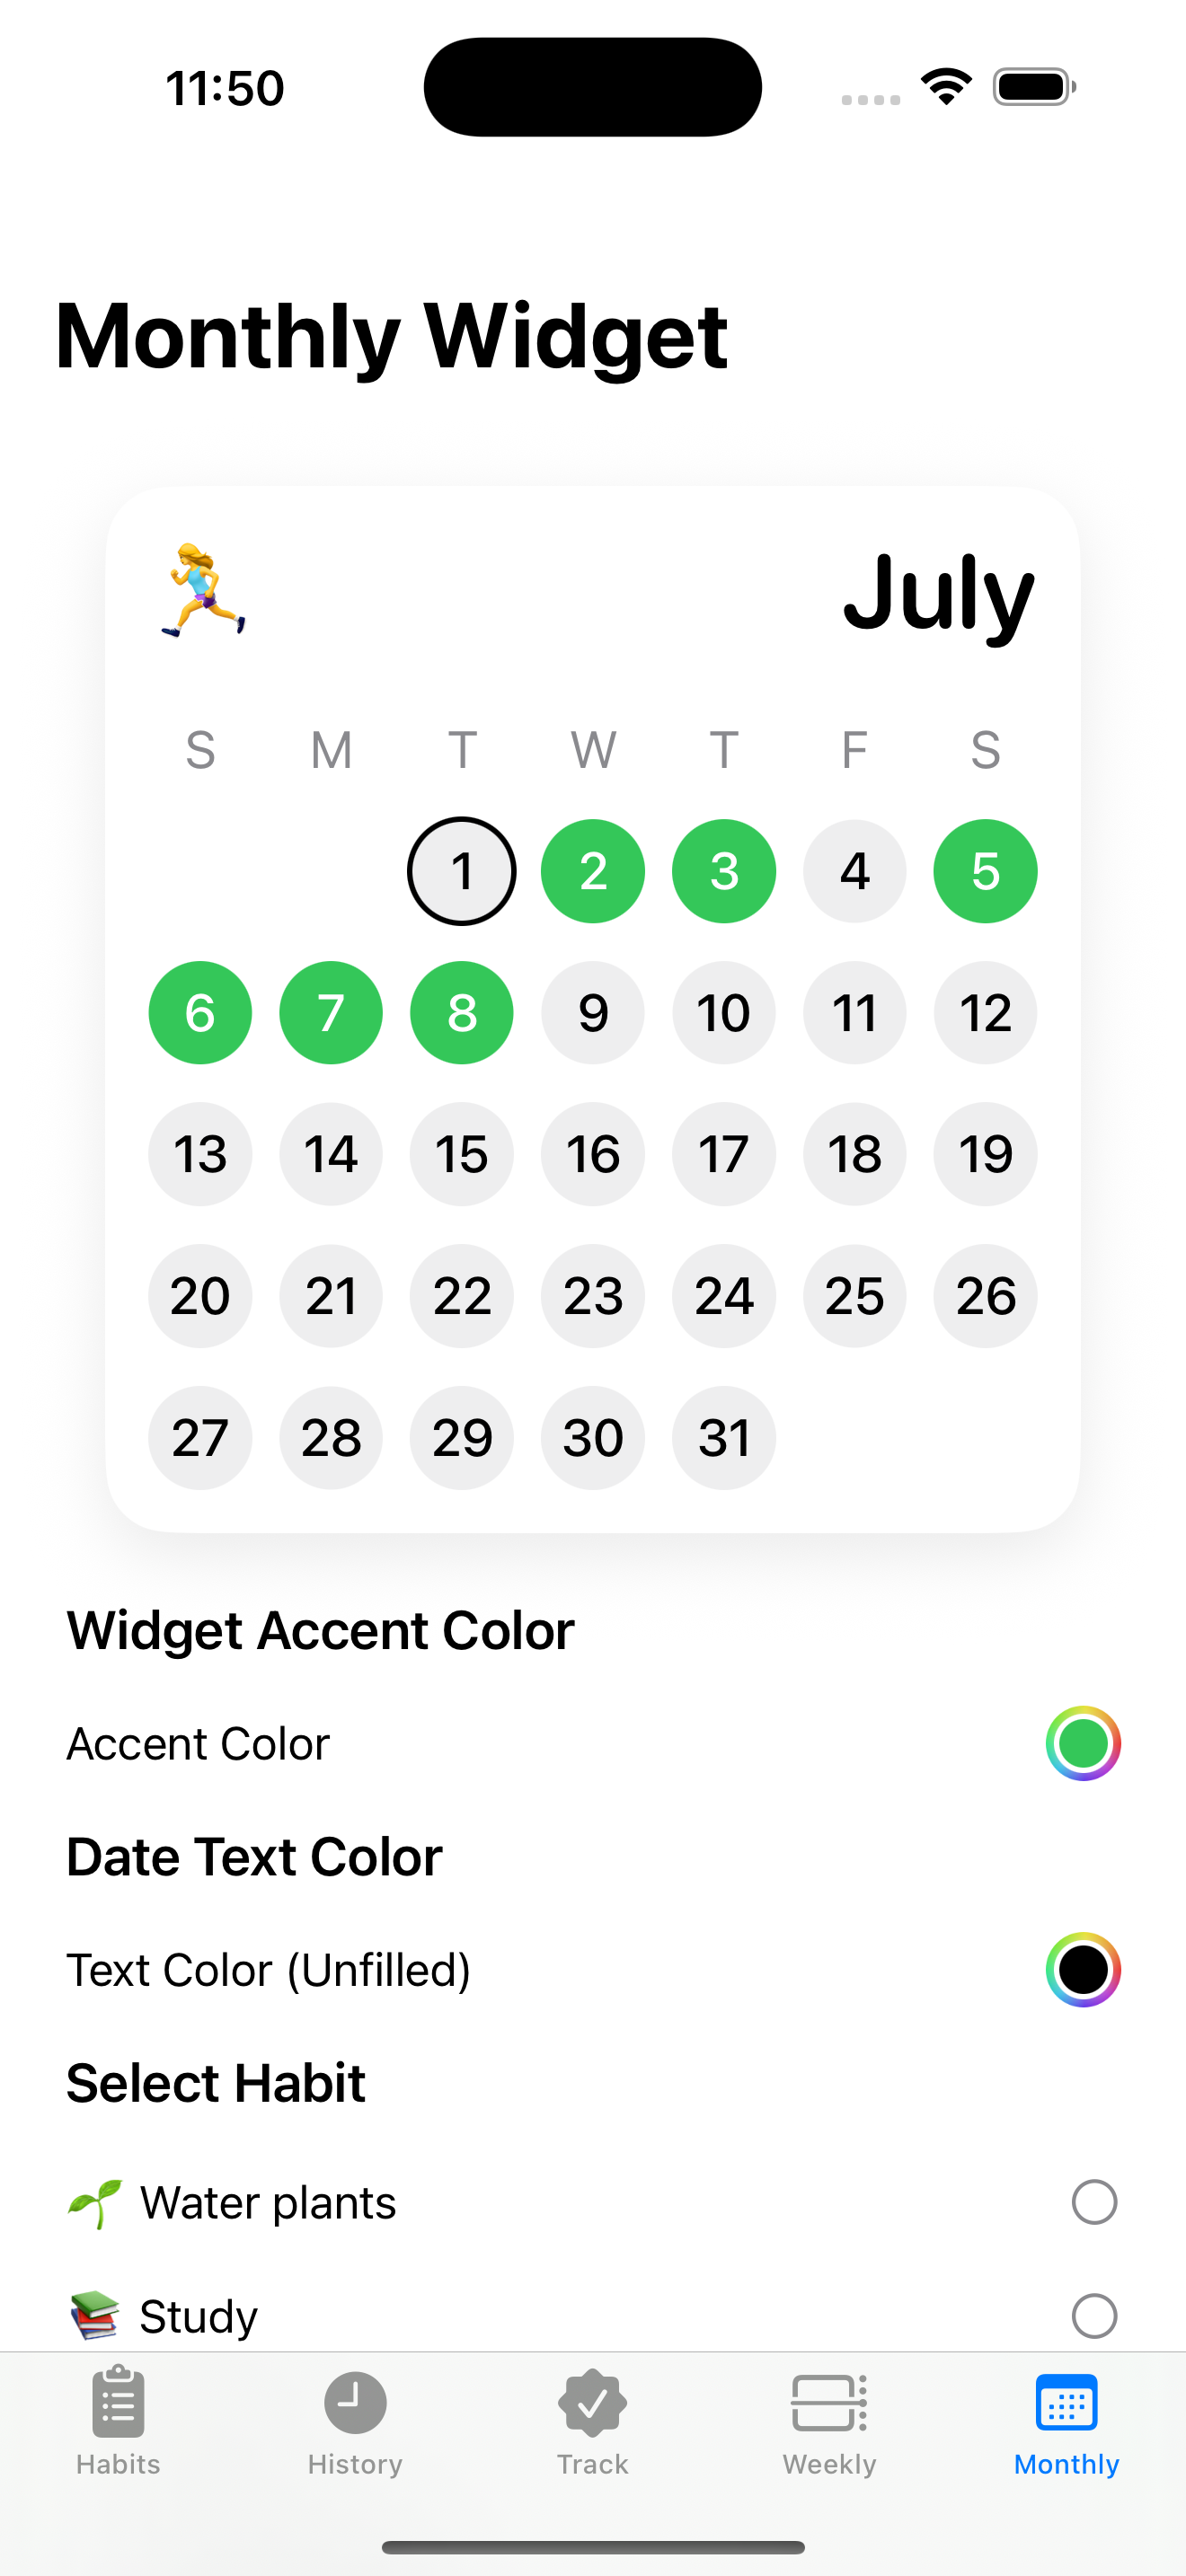 11:50
Monthly Widget
July
S M T W T F S
1 2 3 4 5
6 7 8 9 10 11 12
13 14 15 16 17 18 19
20 21 22 23 24 25 26
27 28 29 30 31
Widget Accent Color
Accent Color
Date Text Color
Text Color (Unfilled)
Select Habit
Water plants
Study
Habits History Track Weekly Monthly